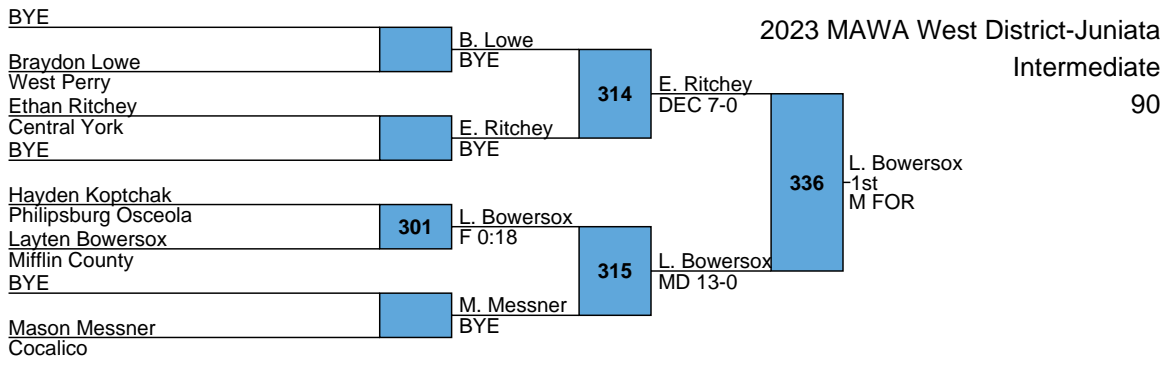 2023 MAWA West District-Juniata
Intermediate
90
BYE
Braydon Lowe
West Perry
Ethan Ritchey
Central York
BYE
Hayden Koptchak
Philipsburg Osceola
Layten Bowersox
Mifflin County
BYE
Mason Messner
Cocalico
301
B. Lowe
BYE
E. Ritchey
BYE
L. Bowersox
F 0:18
M. Messner
BYE
314
315
E. Ritchey
DEC 7-0
L. Bowersox
MD 13-0
336
L. Bowersox
1st
M FOR